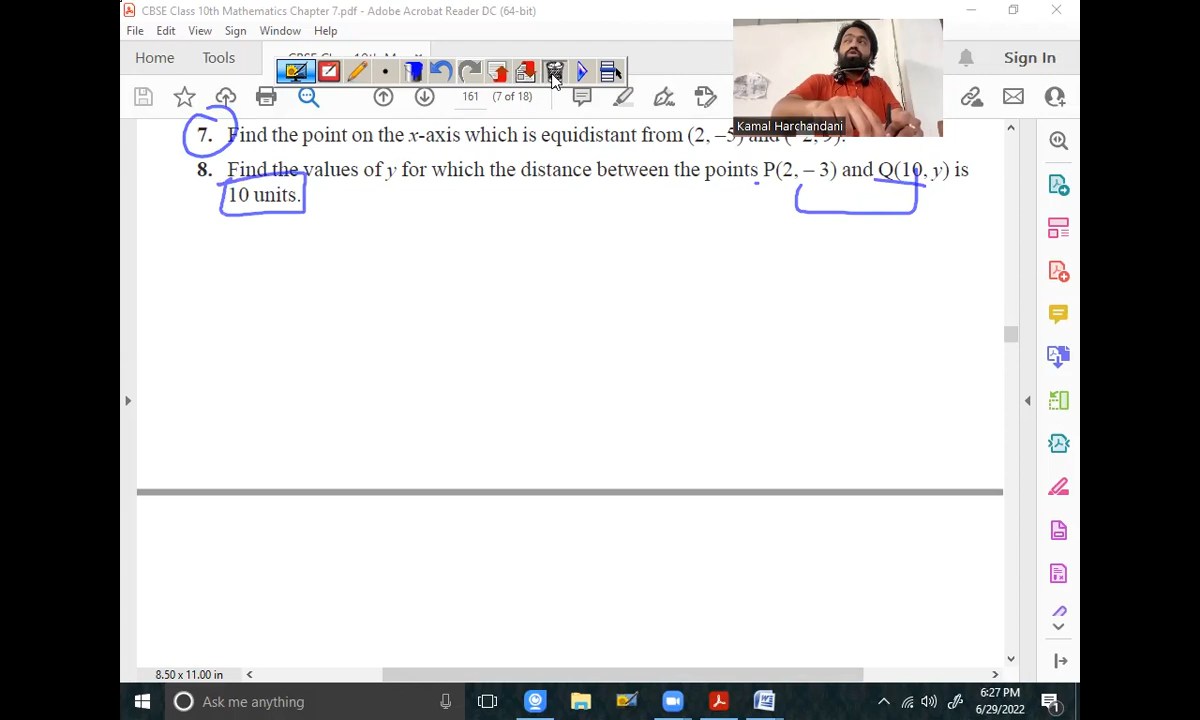 CBSE Class 10th Mathematics Chapter 7.pdf - Adobe Acrobat Reader DC (64-bit)
File Edit View Sign Window Help
Home Tools CBSE Class 10th M... Sign In
161 (7 of 18)
Kamal Harchandani
7. Find the point on the x-axis which is equidistant from (2, –5) and (–2, 9).
8. Find the values of y for which the distance between the points P(2, – 3) and Q(10, y) is
10 units.
8.50 x 11.00 in
Ask me anything
6:27 PM
6/29/2022
1